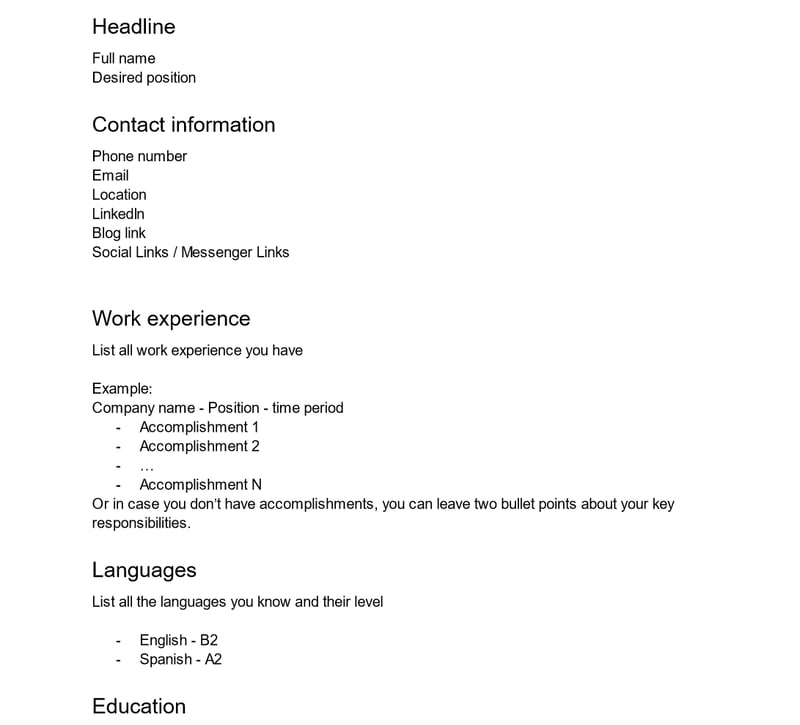 Headline
Full name
Desired position
Contact information
Phone number
Email
Location
LinkedIn
Blog link
Social Links / Messenger Links
Work experience
List all work experience you have
Example:
Company name - Position - time period
- Accomplishment 1
- Accomplishment 2
- …
- Accomplishment N
Or in case you don’t have accomplishments, you can leave two bullet points about your key
responsibilities.
Languages
List all the languages you know and their level
- English - B2
- Spanish - A2
Education